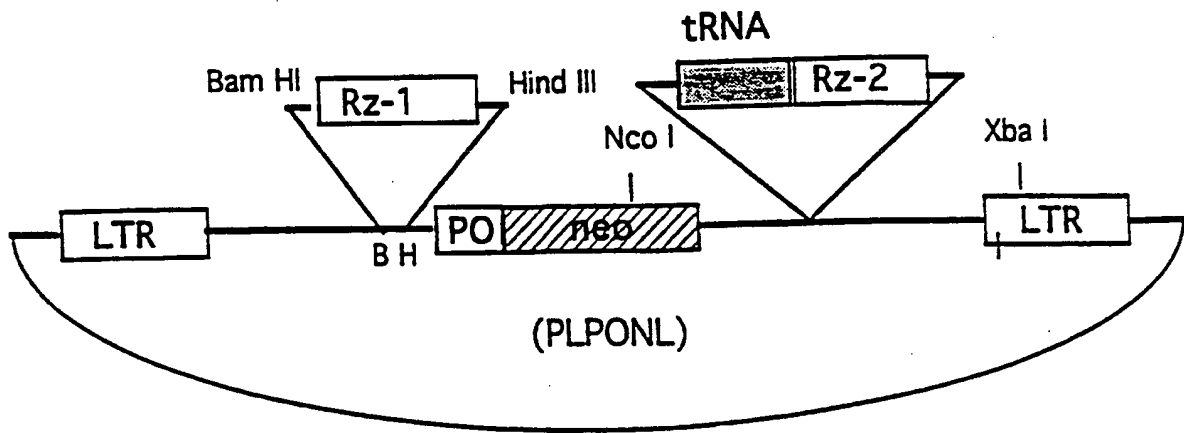 tRNA
Bam HI
Rz-1
Hind III
Rz-2
Nco I
Xba I
LTR
B H
PO
neo
LTR
(PLPONL)